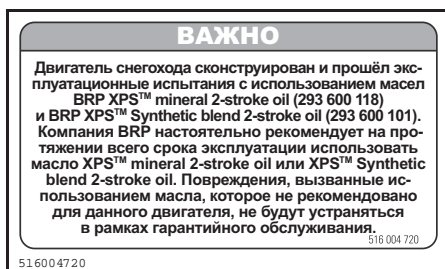 ВАЖНО
Двигатель снегохода сконструирован и прошёл экс-
плуатационные испытания с использованием масел
BRP XPS™ mineral 2-stroke oil (293 600 118)
и BRP XPS™ Synthetic blend 2-stroke oil (293 600 101).
Компания BRP настоятельно рекомендует на про-
тяжении всего срока эксплуатации использовать
масло XPS™ mineral 2-stroke oil или XPS™ Synthetic
blend 2-stroke oil. Повреждения, вызванные ис-
пользованием масла, которое не рекомендовано
для данного двигателя, не будут устраняться
в рамках гарантийного обслуживания.
516 004 720
516004720